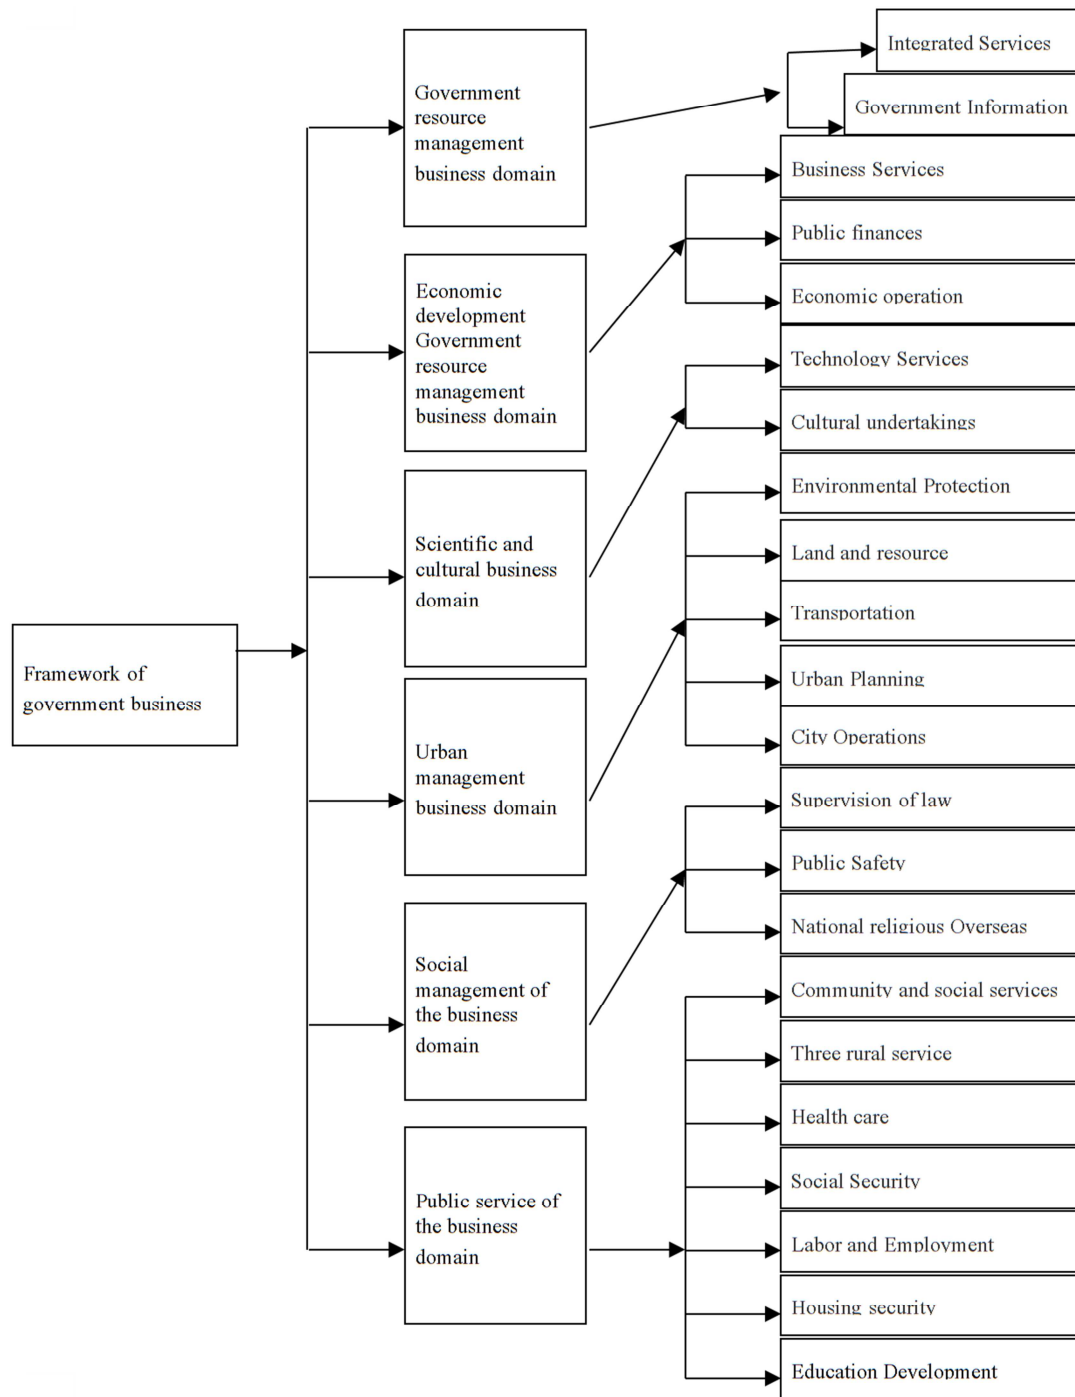 Framework of
government business
Government
resource
management
business domain
Economic
development
Government
resource
management
business domain
Scientific and
cultural business
domain
Urban
management
business domain
Social
management of
the business
domain
Public service of
the business
domain
Integrated Services
Government Information
Business Services
Public finances
Economic operation
Technology Services
Cultural undertakings
Environmental Protection
Land and resource
Transportation
Urban Planning
City Operations
Supervision of law
Public Safety
National religious Overseas
Community and social services
Three rural service
Health care
Social Security
Labor and Employment
Housing security
Education Development